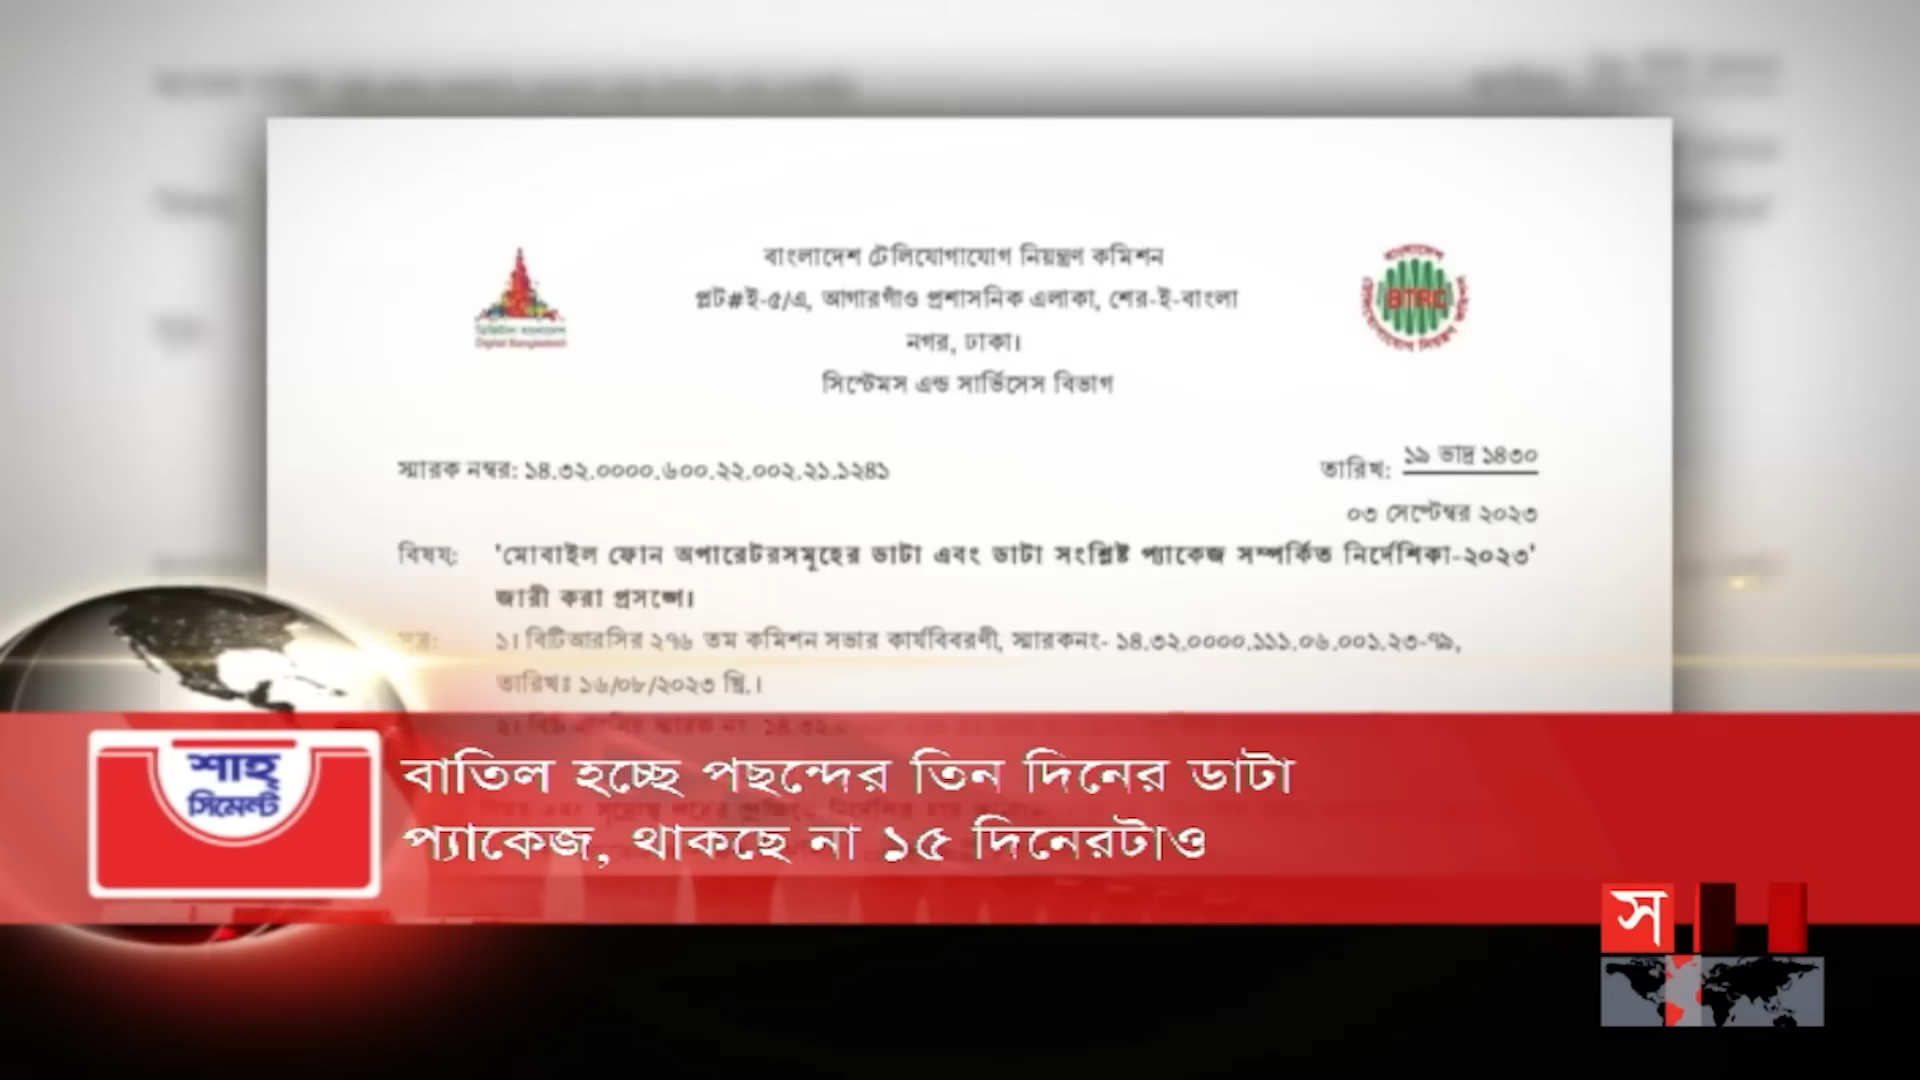 বাংলাদেশ টেলিযোগাযোগ নিয়ন্ত্রণ কমিশন
প্লট#ই-৫/এ, আগারগাঁও প্রশাসনিক এলাকা, শের-ই-বাংলা
নগর, ঢাকা।
সিস্টেমস এন্ড সার্ভিসেস বিভাগ
ডিজিটাল বাংলাদেশ
Digital Bangladesh
BTRC
স্মারক নম্বর: ১৪.৩২.০০০০.৬০০.২২.০০২.২১.১২৪১
তারিখ: ১৯ ভাদ্র ১৪৩০
০৩ সেপ্টেম্বর ২০২৩
বিষয়: 'মোবাইল ফোন অপারেটরসমূহের ডাটা এবং ডাটা সংশ্লিষ্ট প্যাকেজ সম্পর্কিত নির্দেশিকা-২০২৩'
জারী করা প্রসঙ্গে।
১। বিটিআরসির ২৭৬ তম কমিশন সভার কার্যবিবরণী, স্মারকনং- ১৪.৩২.০০০০.১১১.০৬.০০১.২৩-৭৯,
তারিখঃ ১৬/০৮/২০২৩ খ্রি.।
শাহ্
সিমেন্ট
বাতিল হচ্ছে পছন্দের তিন দিনের ডাটা
প্যাকেজ, থাকছে না ১৫ দিনেরটাও
স